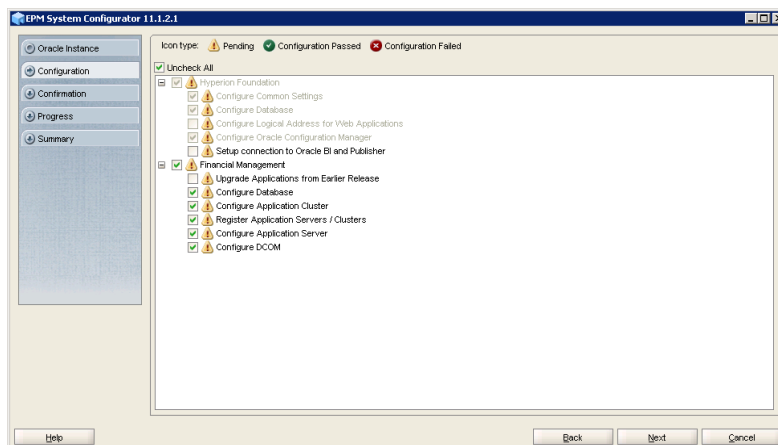 EPM System Configurator 11.1.2.1
Oracle Instance
Configuration
Confirmation
Progress
Summary
Icon type: Pending Configuration Passed Configuration Failed
Uncheck All
Hyperion Foundation
Configure Common Settings
Configure Database
Configure Logical Address for Web Applications
Configure Oracle Configuration Manager
Setup connection to Oracle BI and Publisher
Financial Management
Upgrade Applications from Earlier Release
Configure Database
Configure Application Cluster
Register Application Servers / Clusters
Configure Application Server
Configure DCOM
Help Back Next Cancel